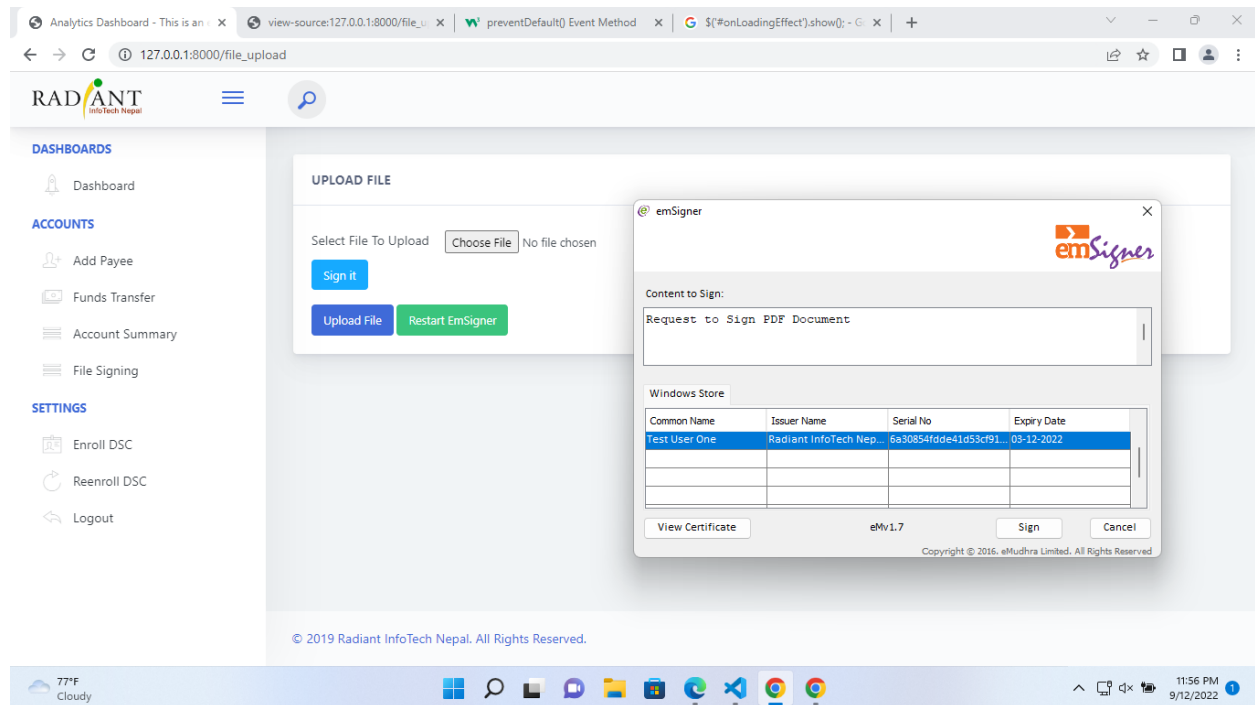 Analytics Dashboard - This is an
view-source:127.0.0.1:8000/file_u
preventDefault() Event Method
$('#onLoadingEffect').show(); - G
127.0.0.1:8000/file_upload
RADIANT
InfoTech Nepal
DASHBOARDS
Dashboard
ACCOUNTS
Add Payee
Funds Transfer
Account Summary
File Signing
SETTINGS
Enroll DSC
Reenroll DSC
Logout
UPLOAD FILE
Select File To Upload Choose File No file chosen
Sign it
Upload File Restart EmSigner
emSigner
emSigner
Content to Sign:
Request to Sign PDF Document
Windows Store
Common Name Issuer Name Serial No Expiry Date
Test User One Radiant InfoTech Nep... 6a30854fdde41d53cf91... 03-12-2022
View Certificate eMv1.7 Sign Cancel
Copyright © 2016. eMudhra Limited. All Rights Reserved
© 2019 Radiant InfoTech Nepal. All Rights Reserved.
77°F
Cloudy
11:56 PM
9/12/2022
1